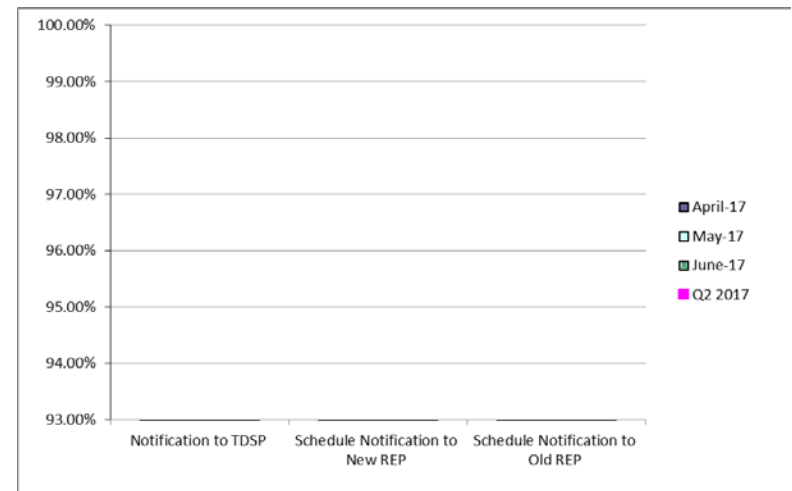 100.00%
99.00%
98.00%
97.00%
96.00%
95.00%
94.00%
93.00%
Notification to TDSP
Schedule Notification to
New REP
Schedule Notification to
Old REP
April-17
May-17
June-17
Q2 2017